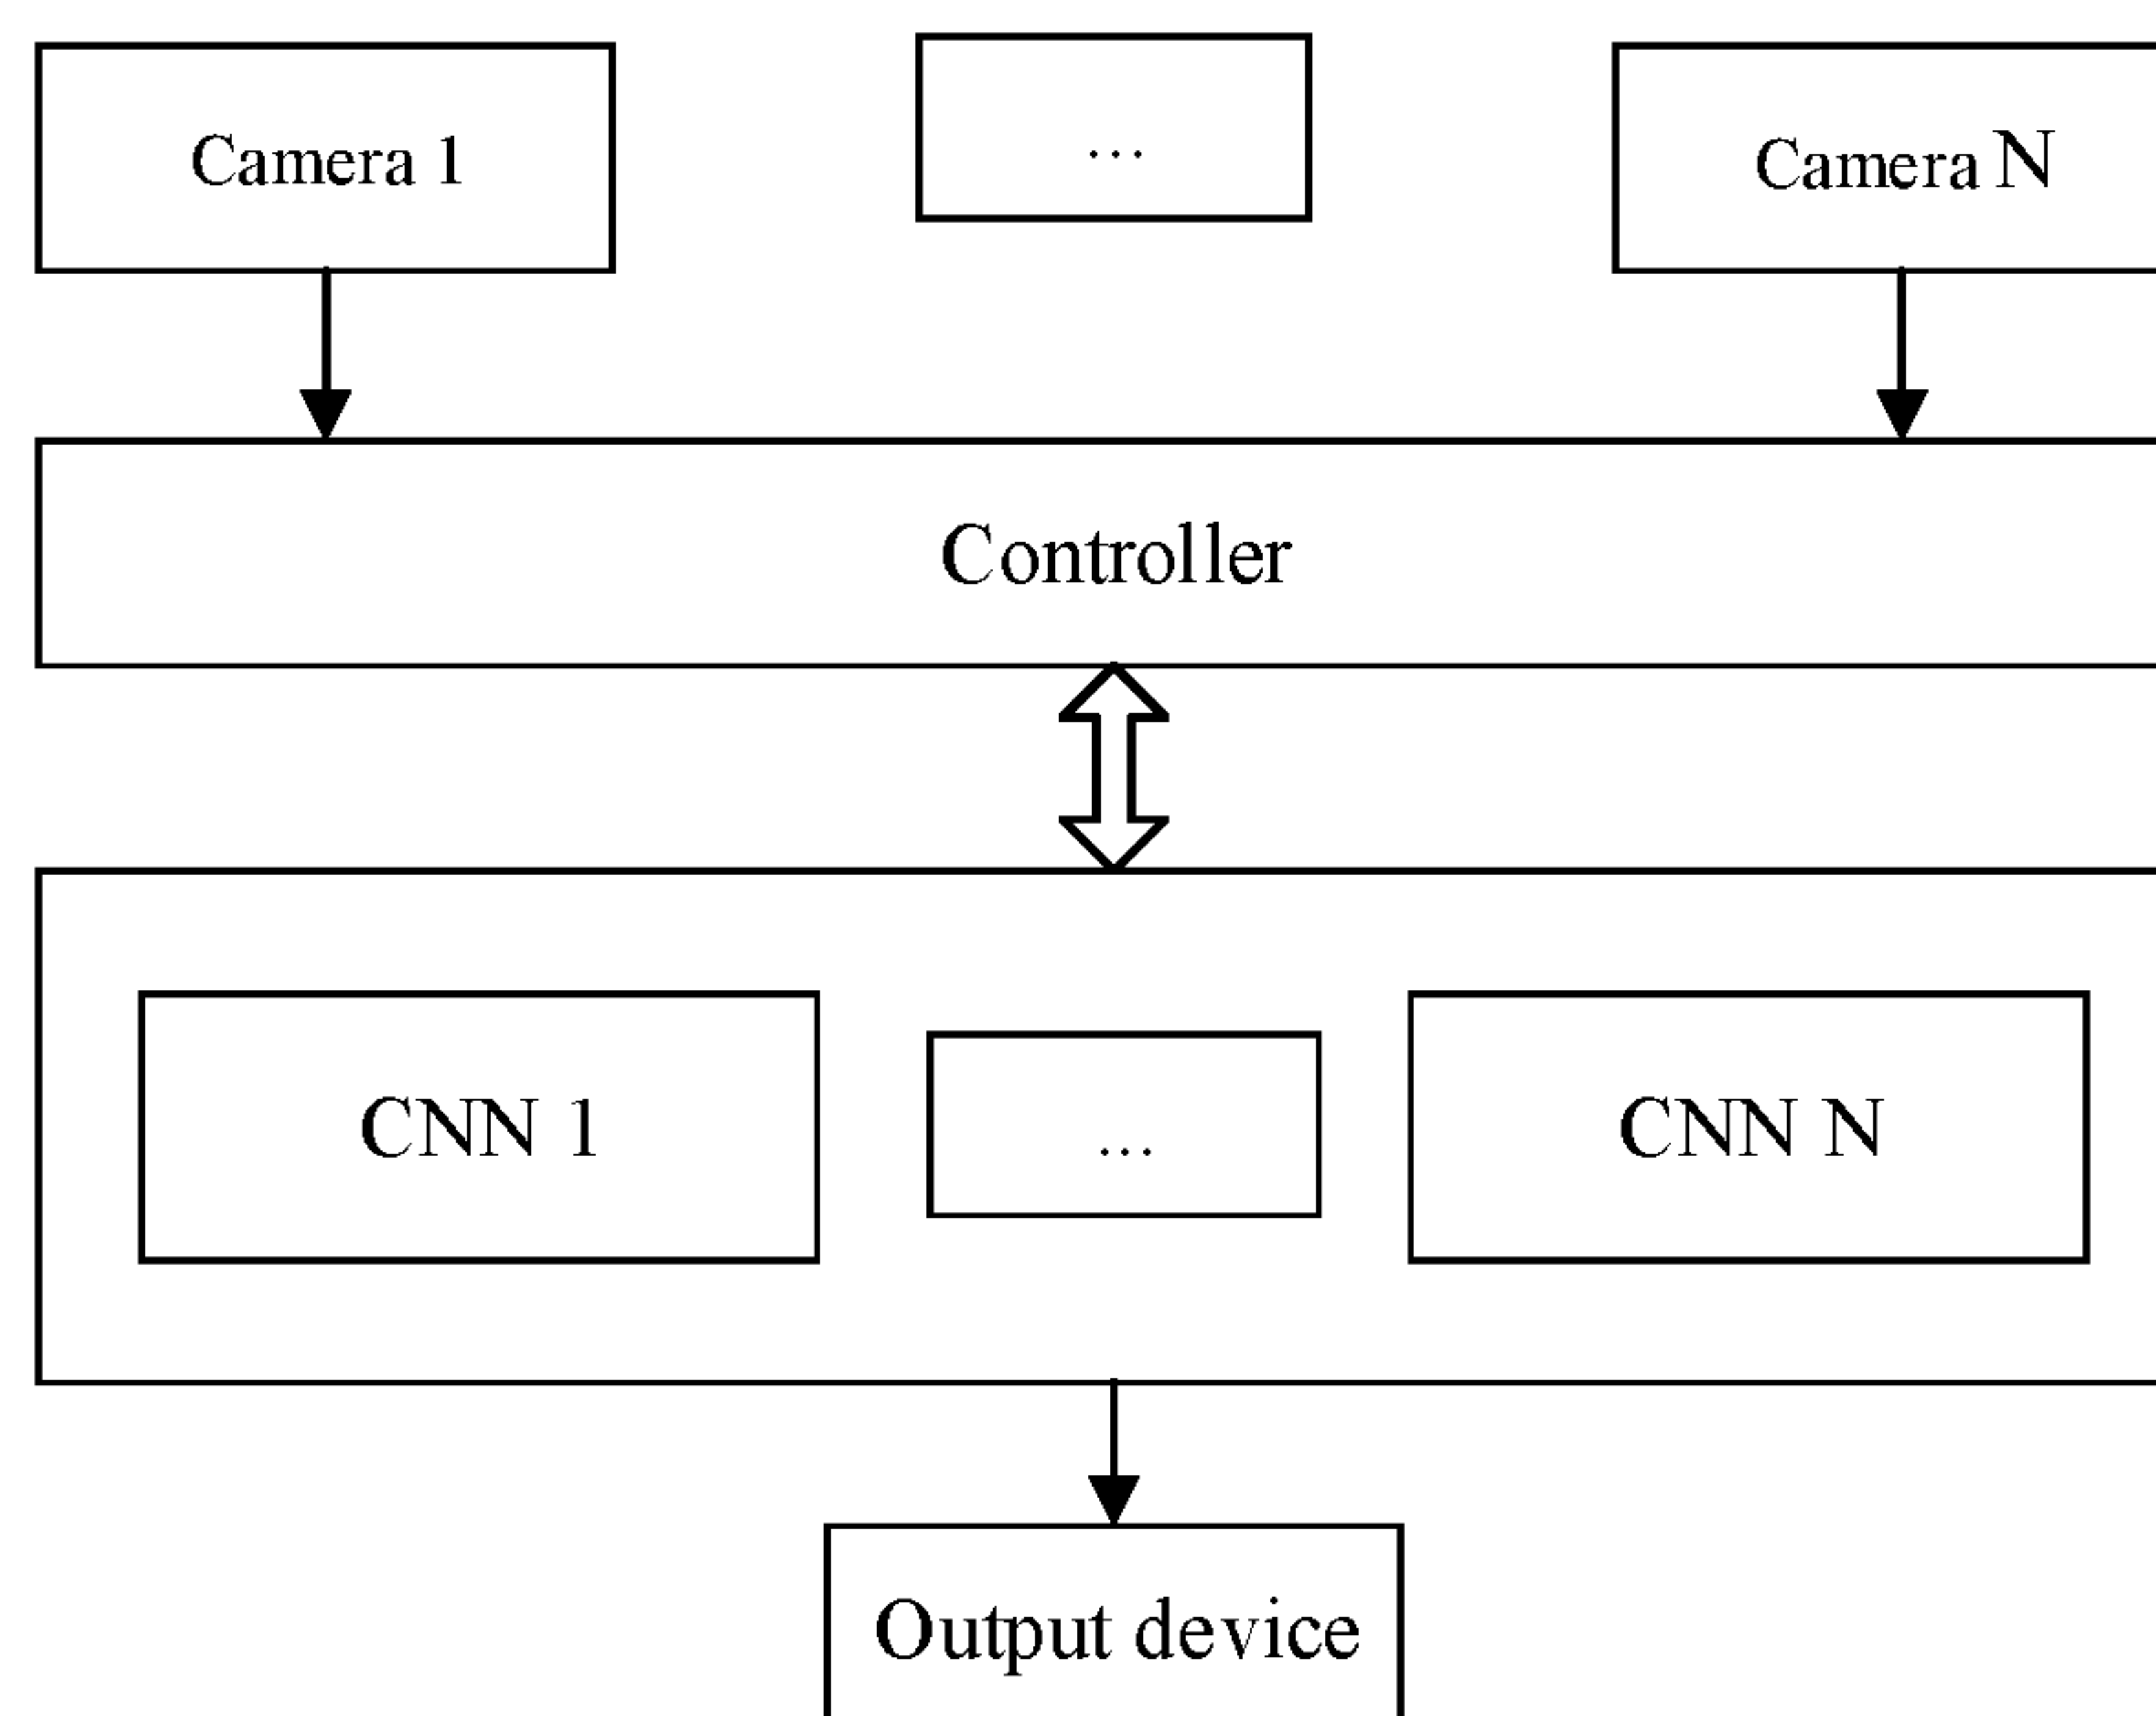 Camera 1
...
Camera N
Controller
CNN 1
...
CNN N
Output device